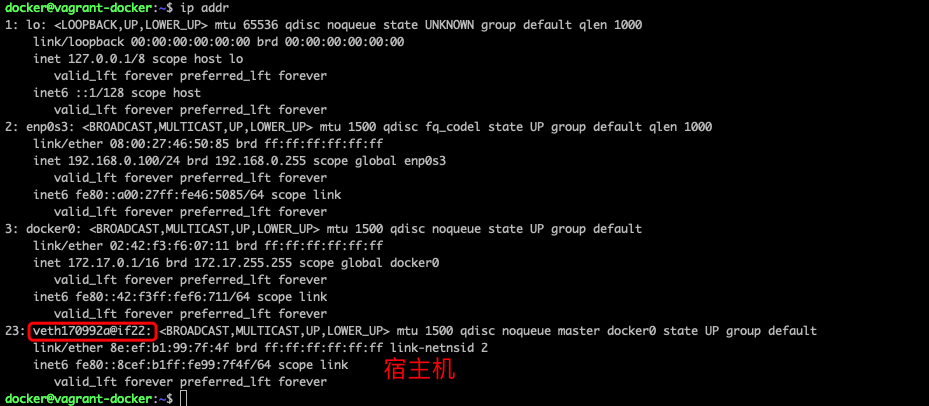 docker@vagrant-docker:~$ ip addr
1: lo: <LOOPBACK,UP,LOWER_UP> mtu 65536 qdisc noqueue state UNKNOWN group default qlen 1000
    link/loopback 00:00:00:00:00:00 brd 00:00:00:00:00:00
    inet 127.0.0.1/8 scope host lo
       valid_lft forever preferred_lft forever
    inet6 ::1/128 scope host
       valid_lft forever preferred_lft forever
2: enp0s3: <BROADCAST,MULTICAST,UP,LOWER_UP> mtu 1500 qdisc fq_codel state UP group default qlen 1000
    link/ether 08:00:27:46:50:85 brd ff:ff:ff:ff:ff:ff
    inet 192.168.0.100/24 brd 192.168.0.255 scope global enp0s3
       valid_lft forever preferred_lft forever
    inet6 fe80::a00:27ff:fe46:5085/64 scope link
       valid_lft forever preferred_lft forever
3: docker0: <BROADCAST,MULTICAST,UP,LOWER_UP> mtu 1500 qdisc noqueue state UP group default
    link/ether 02:42:f3:f6:07:11 brd ff:ff:ff:ff:ff:ff
    inet 172.17.0.1/16 brd 172.17.255.255 scope global docker0
       valid_lft forever preferred_lft forever
    inet6 fe80::42:f3ff:fef6:711/64 scope link
       valid_lft forever preferred_lft forever
23: veth170992a@if22: <BROADCAST,MULTICAST,UP,LOWER_UP> mtu 1500 qdisc noqueue master docker0 state UP group default
    link/ether 8e:ef:b1:99:7f:4f brd ff:ff:ff:ff:ff:ff link-netnsid 2
    inet6 fe80::8cef:b1ff:fe99:7f4f/64 scope link
宿主机
       valid_lft forever preferred_lft forever
docker@vagrant-docker:~$